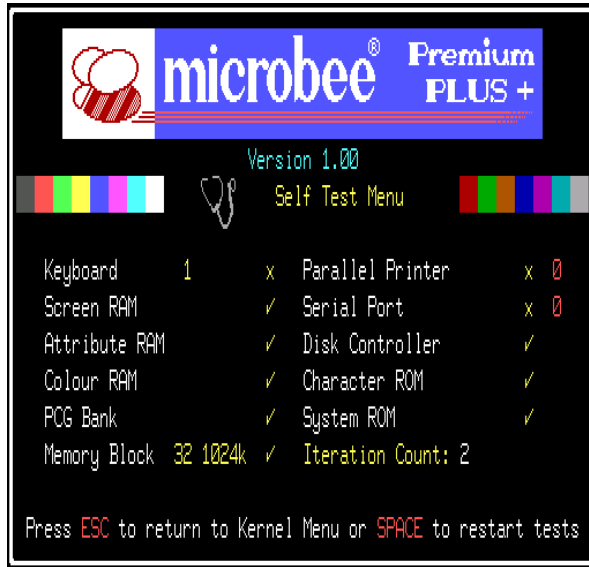 microbee® Premium PLUS +
Version 1.00
Self Test Menu
Keyboard 1 x Parallel Printer x 0
Screen RAM ✓ Serial Port x 0
Attribute RAM ✓ Disk Controller ✓
Colour RAM ✓ Character ROM ✓
PCG Bank ✓ System ROM ✓
Memory Block 32 1024k ✓ Iteration Count: 2
Press ESC to return to Kernel Menu or SPACE to restart tests